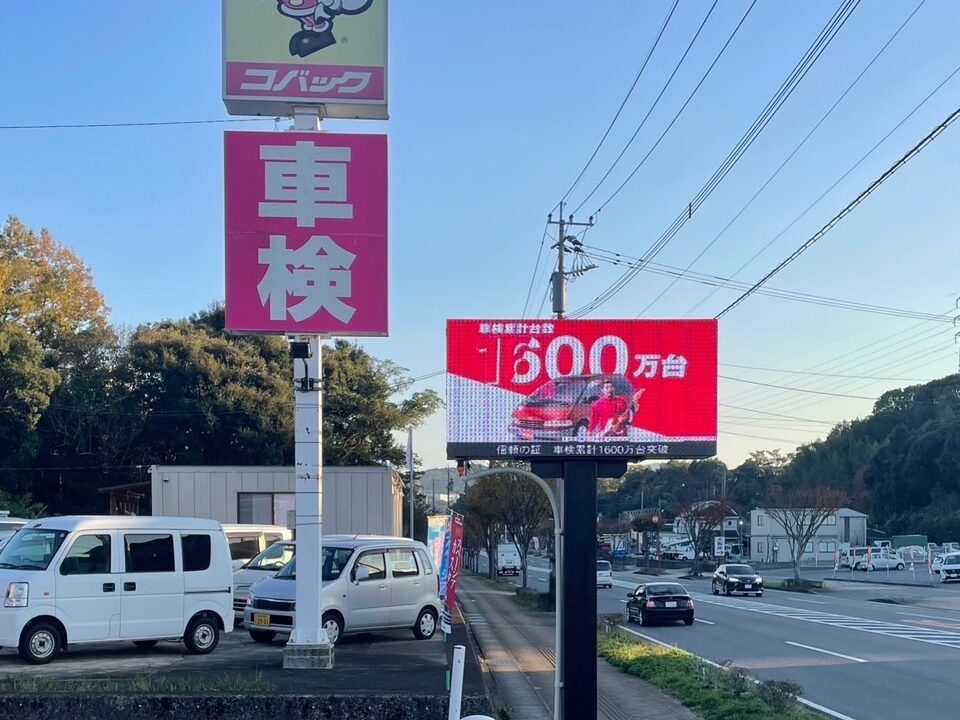 コバック
®
車
検
車検累計台数
1600万台
信頼の証 車検累計1600万台突破